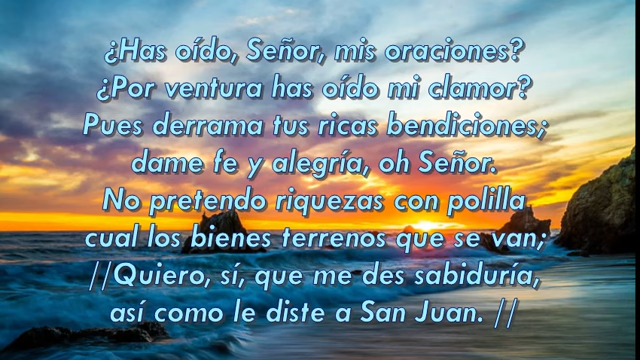 ¿Has oído, Señor, mis oraciones?
¿Por ventura has oído mi clamor?
Pues derrama tus ricas bendiciones;
dame fe y alegría, oh Señor.
No pretendo riquezas con polilla
cual los bienes terrenos que se van;
//Quiero, sí, que me des sabiduría,
así como le diste a San Juan. //